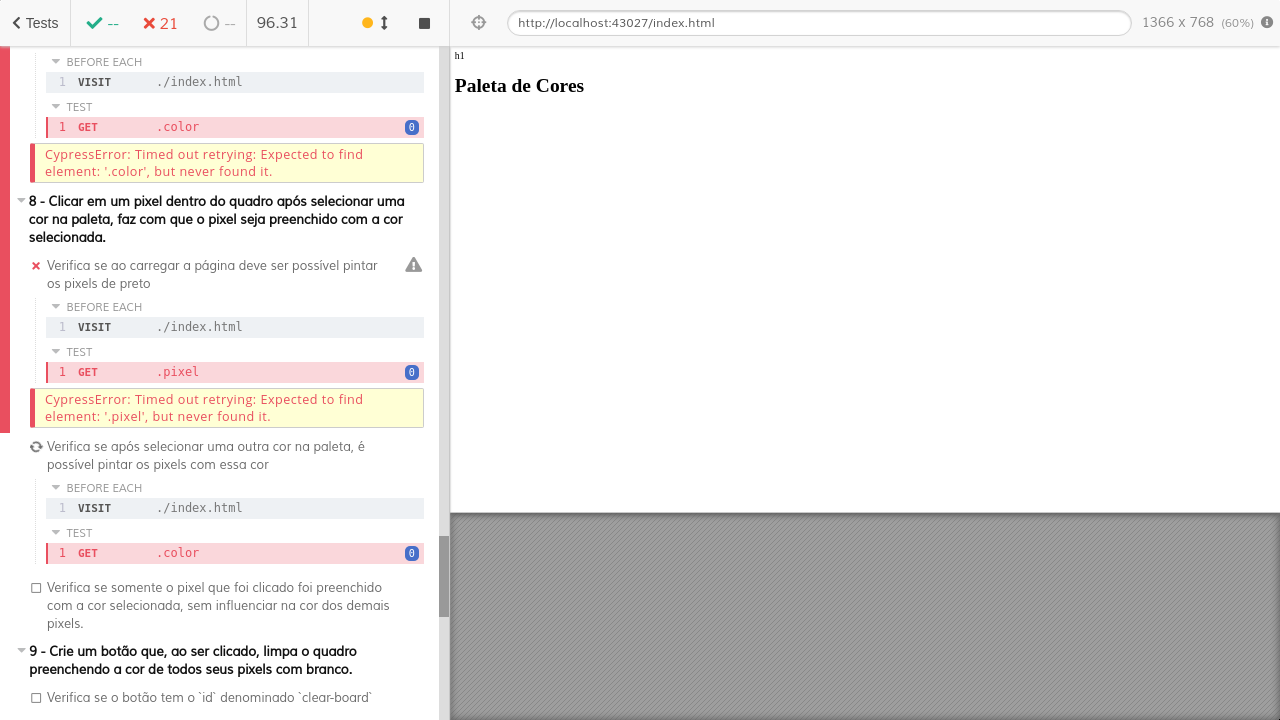 Tests
--
21
--
96.31
http://localhost:43027/index.html
1366 x 768 (60%)
BEFORE EACH
1 VISIT ./index.html
TEST
1 GET .color 0
CypressError: Timed out retrying: Expected to find
element: '.color', but never found it.
8 - Clicar em um pixel dentro do quadro após selecionar uma
cor na paleta, faz com que o pixel seja preenchido com a cor
selecionada.
Verifica se ao carregar a página deve ser possível pintar
os pixels de preto
BEFORE EACH
1 VISIT ./index.html
TEST
1 GET .pixel 0
CypressError: Timed out retrying: Expected to find
element: '.pixel', but never found it.
Verifica se após selecionar uma outra cor na paleta, é
possível pintar os pixels com essa cor
BEFORE EACH
1 VISIT ./index.html
TEST
1 GET .color 0
Verifica se somente o pixel que foi clicado foi preenchido
com a cor selecionada, sem influenciar na cor dos demais
pixels.
9 - Crie um botão que, ao ser clicado, limpa o quadro
preenchendo a cor de todos seus pixels com branco.
Verifica se o botão tem o `id` denominado `clear-board`
h1
Paleta de Cores